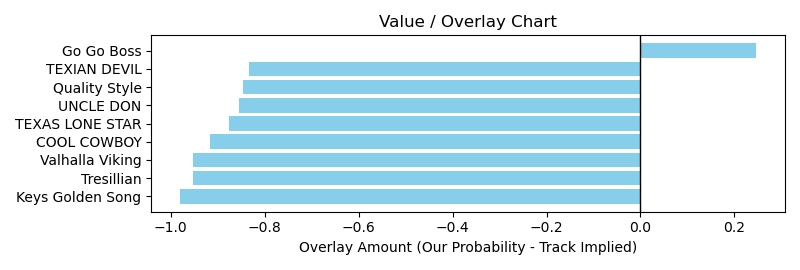 Value / Overlay Chart
Go Go Boss
TEXIAN DEVIL
Quality Style
UNCLE DON
TEXAS LONE STAR
COOL COWBOY
Valhalla Viking
Tresillian
Keys Golden Song
−1.0 −0.8 −0.6 −0.4 −0.2 0.0 0.2
Overlay Amount (Our Probability - Track Implied)